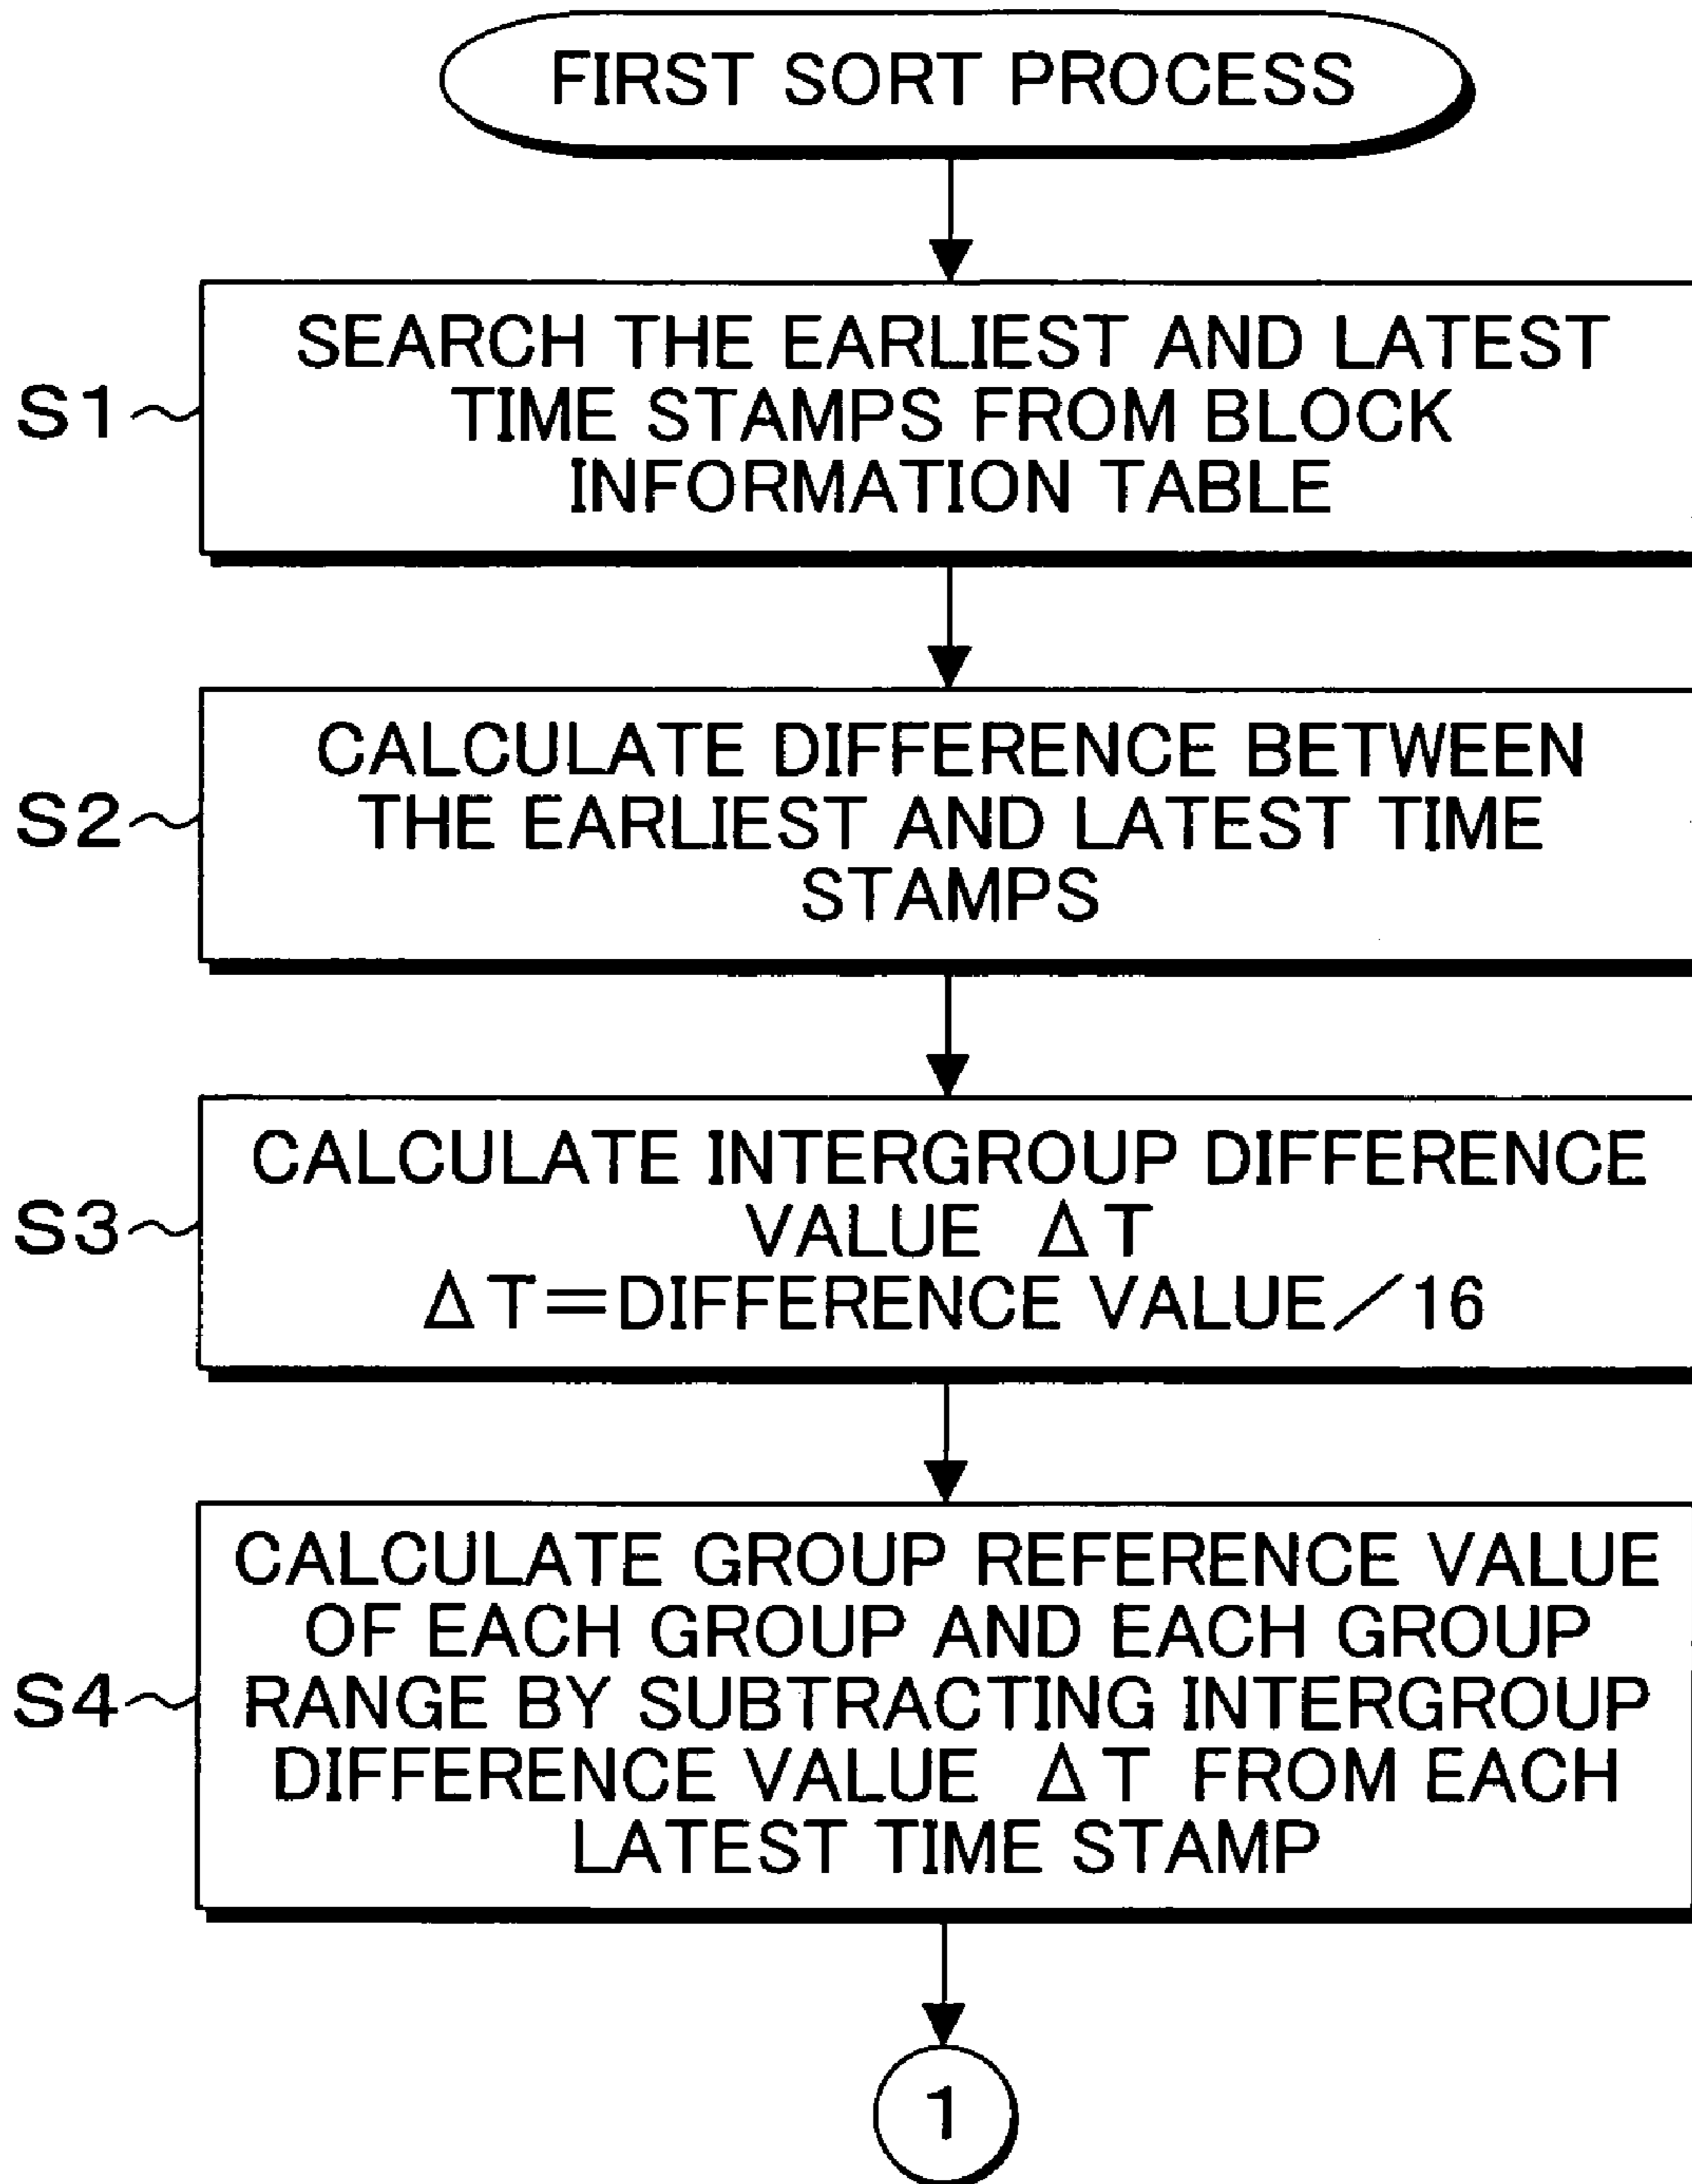 FIRST SORT PROCESS
S1
SEARCH THE EARLIEST AND LATEST
TIME STAMPS FROM BLOCK
INFORMATION TABLE
S2
CALCULATE DIFFERENCE BETWEEN
THE EARLIEST AND LATEST TIME
STAMPS
S3
CALCULATE INTERGROUP DIFFERENCE
VALUE ΔT
ΔT=DIFFERENCE VALUE/16
S4
CALCULATE GROUP REFERENCE VALUE
OF EACH GROUP AND EACH GROUP
RANGE BY SUBTRACTING INTERGROUP
DIFFERENCE VALUE ΔT FROM EACH
LATEST TIME STAMP
1